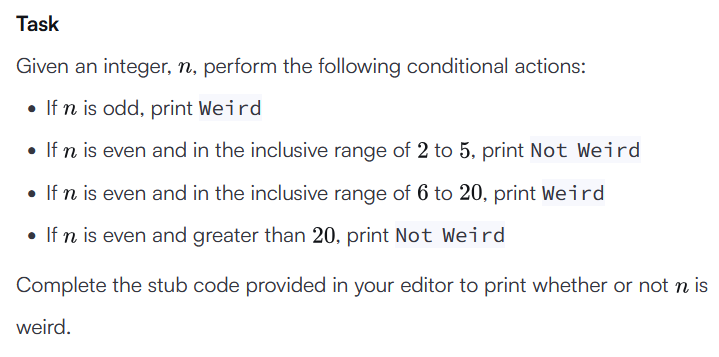 Task
Given an integer, n, perform the following conditional actions:
• If n is odd, print Weird
• If n is even and in the inclusive range of 2 to 5, print Not Weird
• If n is even and in the inclusive range of 6 to 20, print Weird
• If n is even and greater than 20, print Not Weird
Complete the stub code provided in your editor to print whether or not n is
weird.